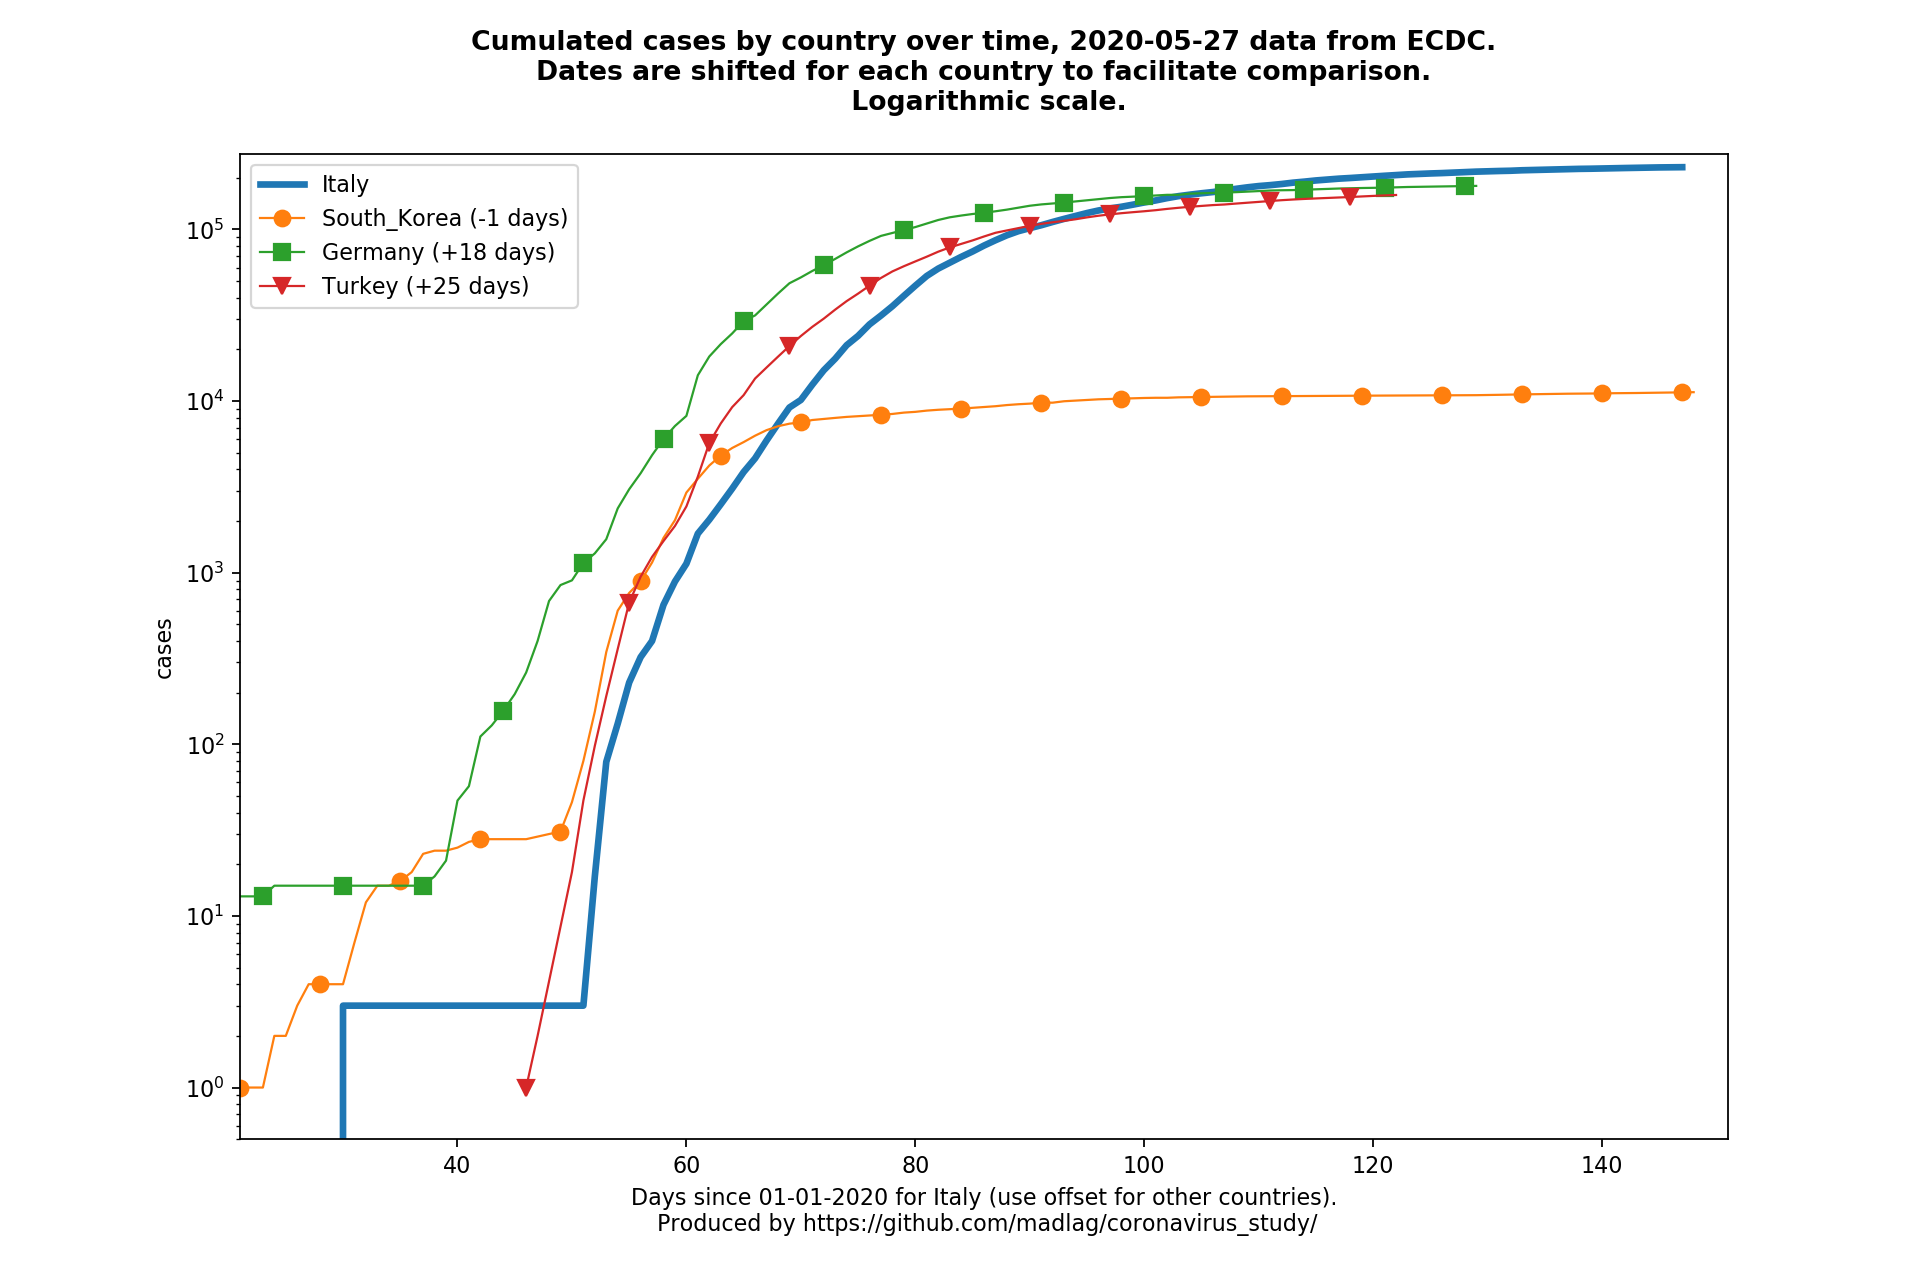 Cumulated cases by country over time, 2020-05-27 data from ECDC.
Dates are shifted for each country to facilitate comparison.
Logarithmic scale.
Italy
South_Korea (-1 days)
Germany (+18 days)
Turkey (+25 days)
cases
10^5
10^4
10^3
10^2
10^1
10^0
40 60 80 100 120 140
Days since 01-01-2020 for Italy (use offset for other countries).
Produced by https://github.com/madlag/coronavirus_study/